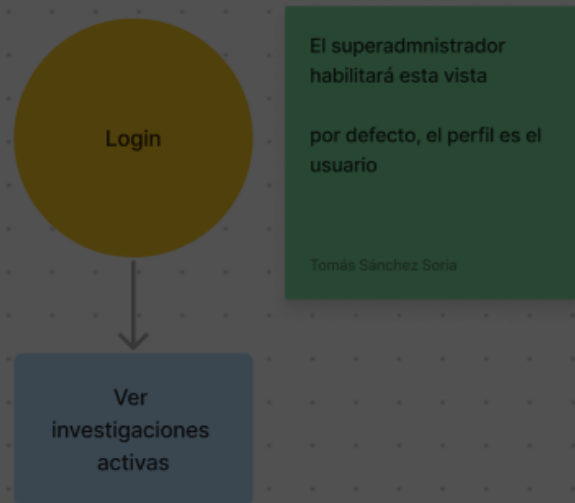 Login
El superadmnistrador
habilitará esta vista
por defecto, el perfil es el
usuario
Tomás Sánchez Soria
Ver
investigaciones
activas